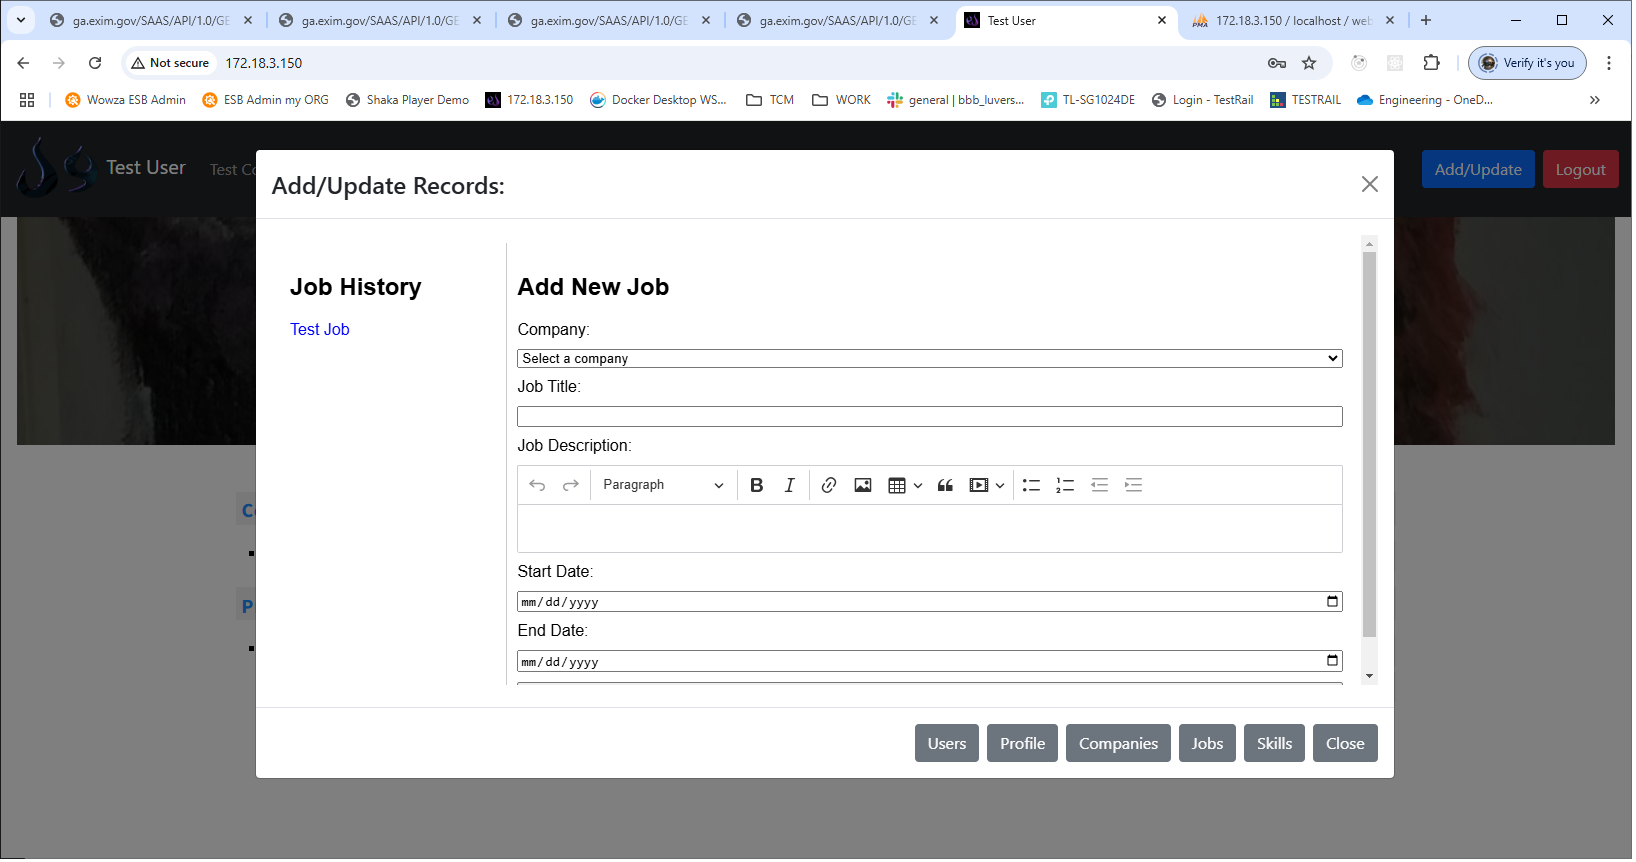 ga.exim.gov/SAAS/API/1.0/GE
ga.exim.gov/SAAS/API/1.0/GE
ga.exim.gov/SAAS/API/1.0/GE
ga.exim.gov/SAAS/API/1.0/GE
Test User
PMA 172.18.3.150 / localhost / web
Not secure 172.18.3.150
Verify it's you
Wowza ESB Admin
ESB Admin my ORG
Shaka Player Demo
172.18.3.150
Docker Desktop WS...
TCM
WORK
general | bbb_luvers...
TL-SG1024DE
Login - TestRail
TESTRAIL
Engineering - OneD...
Test User
Test Co
Add/Update
Logout
Add/Update Records:
Job History
Test Job
Add New Job
Company:
Select a company
Job Title:
Job Description:
Paragraph
Start Date:
mm/dd/yyyy
End Date:
mm/dd/yyyy
C
P
Users
Profile
Companies
Jobs
Skills
Close